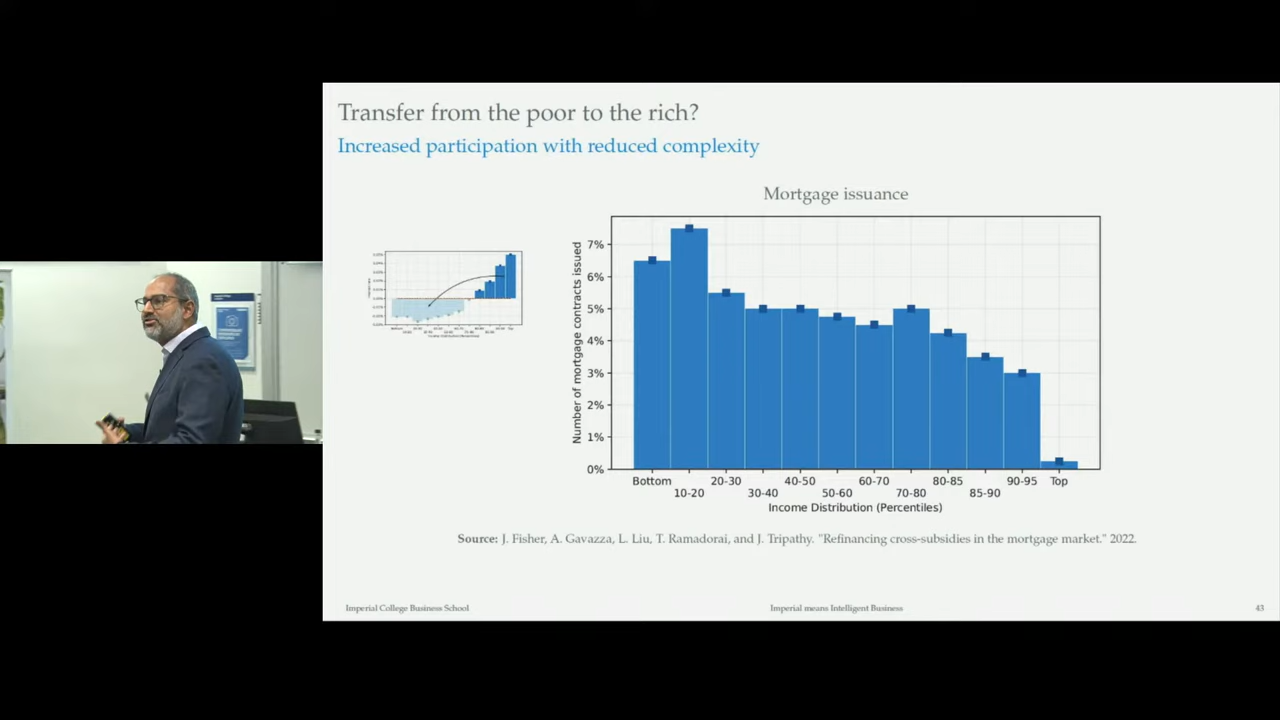 Transfer from the poor to the rich?
Increased participation with reduced complexity
Mortgage issuance
Number of mortgage contracts issued
7%
6%
5%
4%
3%
2%
1%
0%
Bottom 20-30 40-50 60-70 80-85 90-95 Top
10-20 30-40 50-60 70-80 85-90
Income Distribution (Percentiles)
Source: J. Fisher, A. Gavazza, L. Liu, T. Ramadorai, and J. Tripathy. "Refinancing cross-subsidies in the mortgage market." 2022.
Imperial College Business School
Imperial means Intelligent Business
43